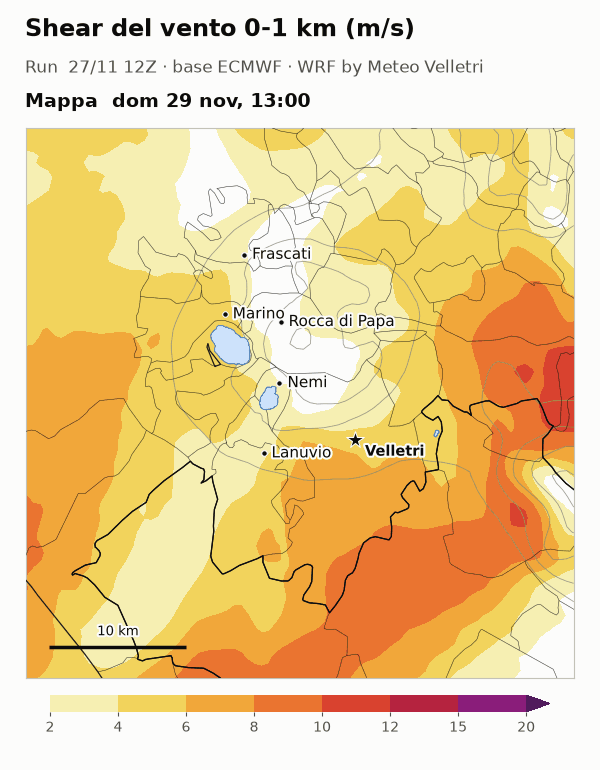 Shear del vento 0-1 km (m/s)
Run  27/11 12Z · base ECMWF · WRF by Meteo Velletri
Mappa  dom 29 nov, 13:00
Frascati
Marino
Rocca di Papa
Nemi
Velletri
Lanuvio
10 km
2 4 6 8 10 12 15 20